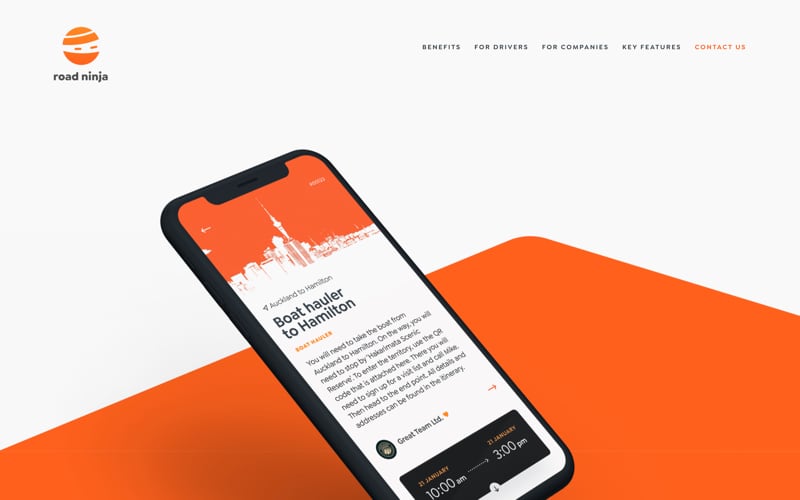 road ninja
BENEFITS
FOR DRIVERS
FOR COMPANIES
KEY FEATURES
CONTACT US
Auckland to Hamilton
Boat hauler
to Hamilton
BOAT HAULER
You will need to take the boat from
Auckland to Hamilton. On the way, you will
need to stop by 'Hakarimata Scenic
Reserve'. To enter the territory, use the QR
code that is attached here. There you will
need to sign up for a visit list and call Mike.
Then head to the end point. All details and
addresses can be found in the itinerary.
Great Team Ltd.
21 JANUARY
10:00 am
21 JANUARY
3:00 pm